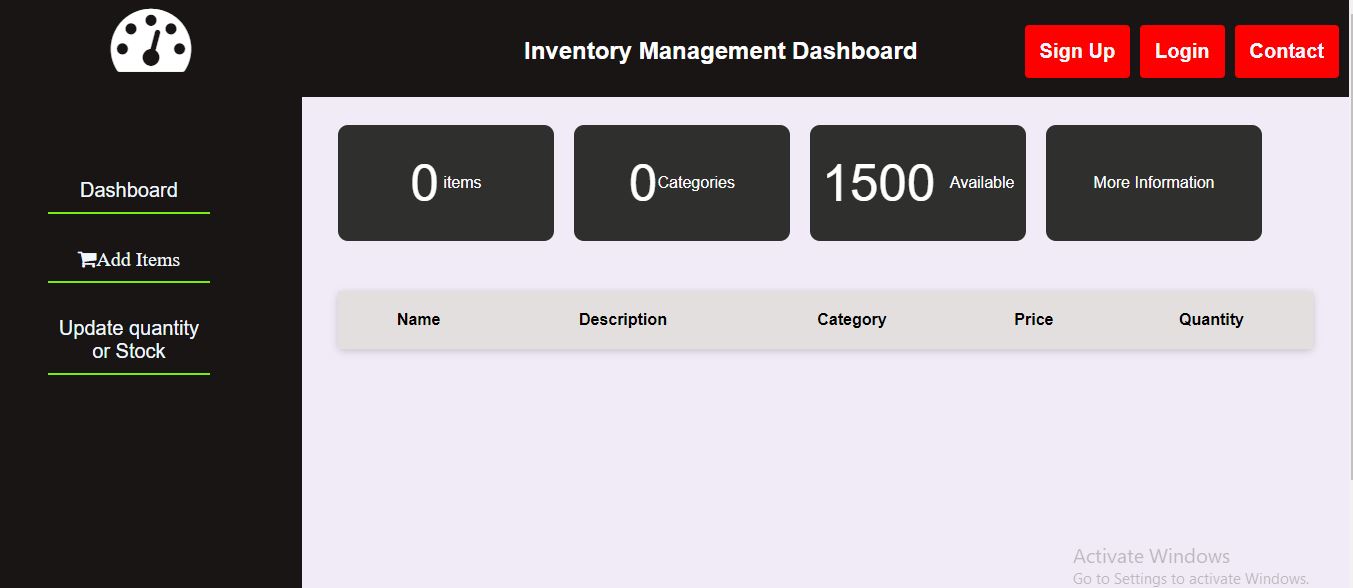 Inventory Management Dashboard
Sign Up
Login
Contact
Dashboard
Add Items
Update quantity
or Stock
0 items
0 Categories
1500 Available
More Information
Name Description Category Price Quantity
Activate Windows
Go to Settings to activate Windows.